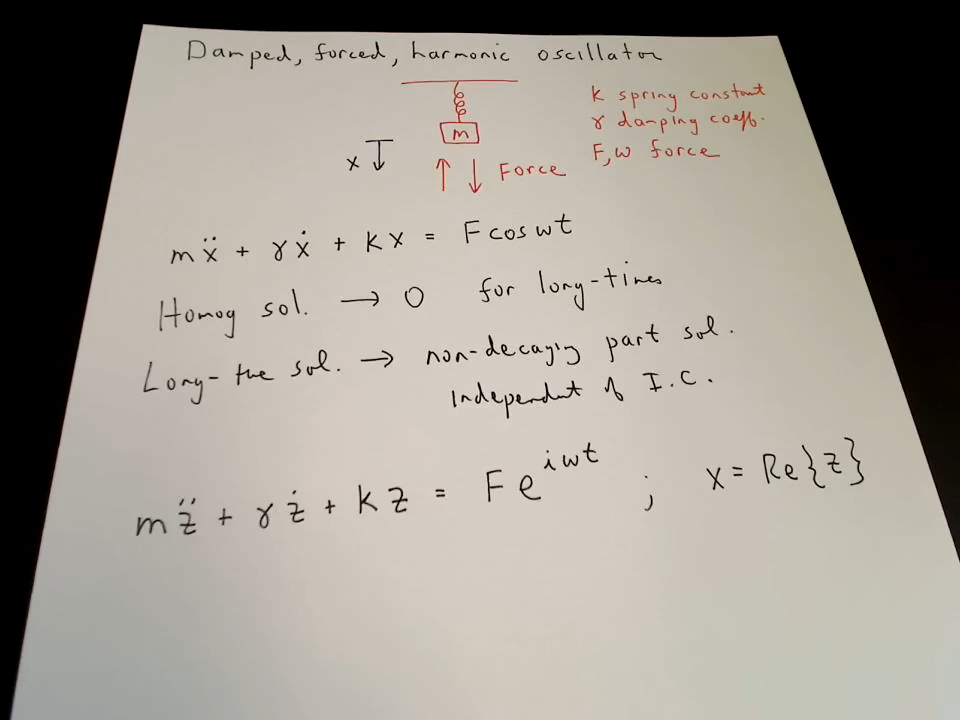 Damped, forced, harmonic oscillator
k spring constant
m
γ damping coeff.
F, ω force
x
Force
mẍ + γẋ + kx = F cos ωt
Homog sol. → 0 for long-times
Long-time sol. → non-decaying part sol.
Independent of I.C.
mz̈ + γż + kz = Fe^{iωt} ; x = Re{z}